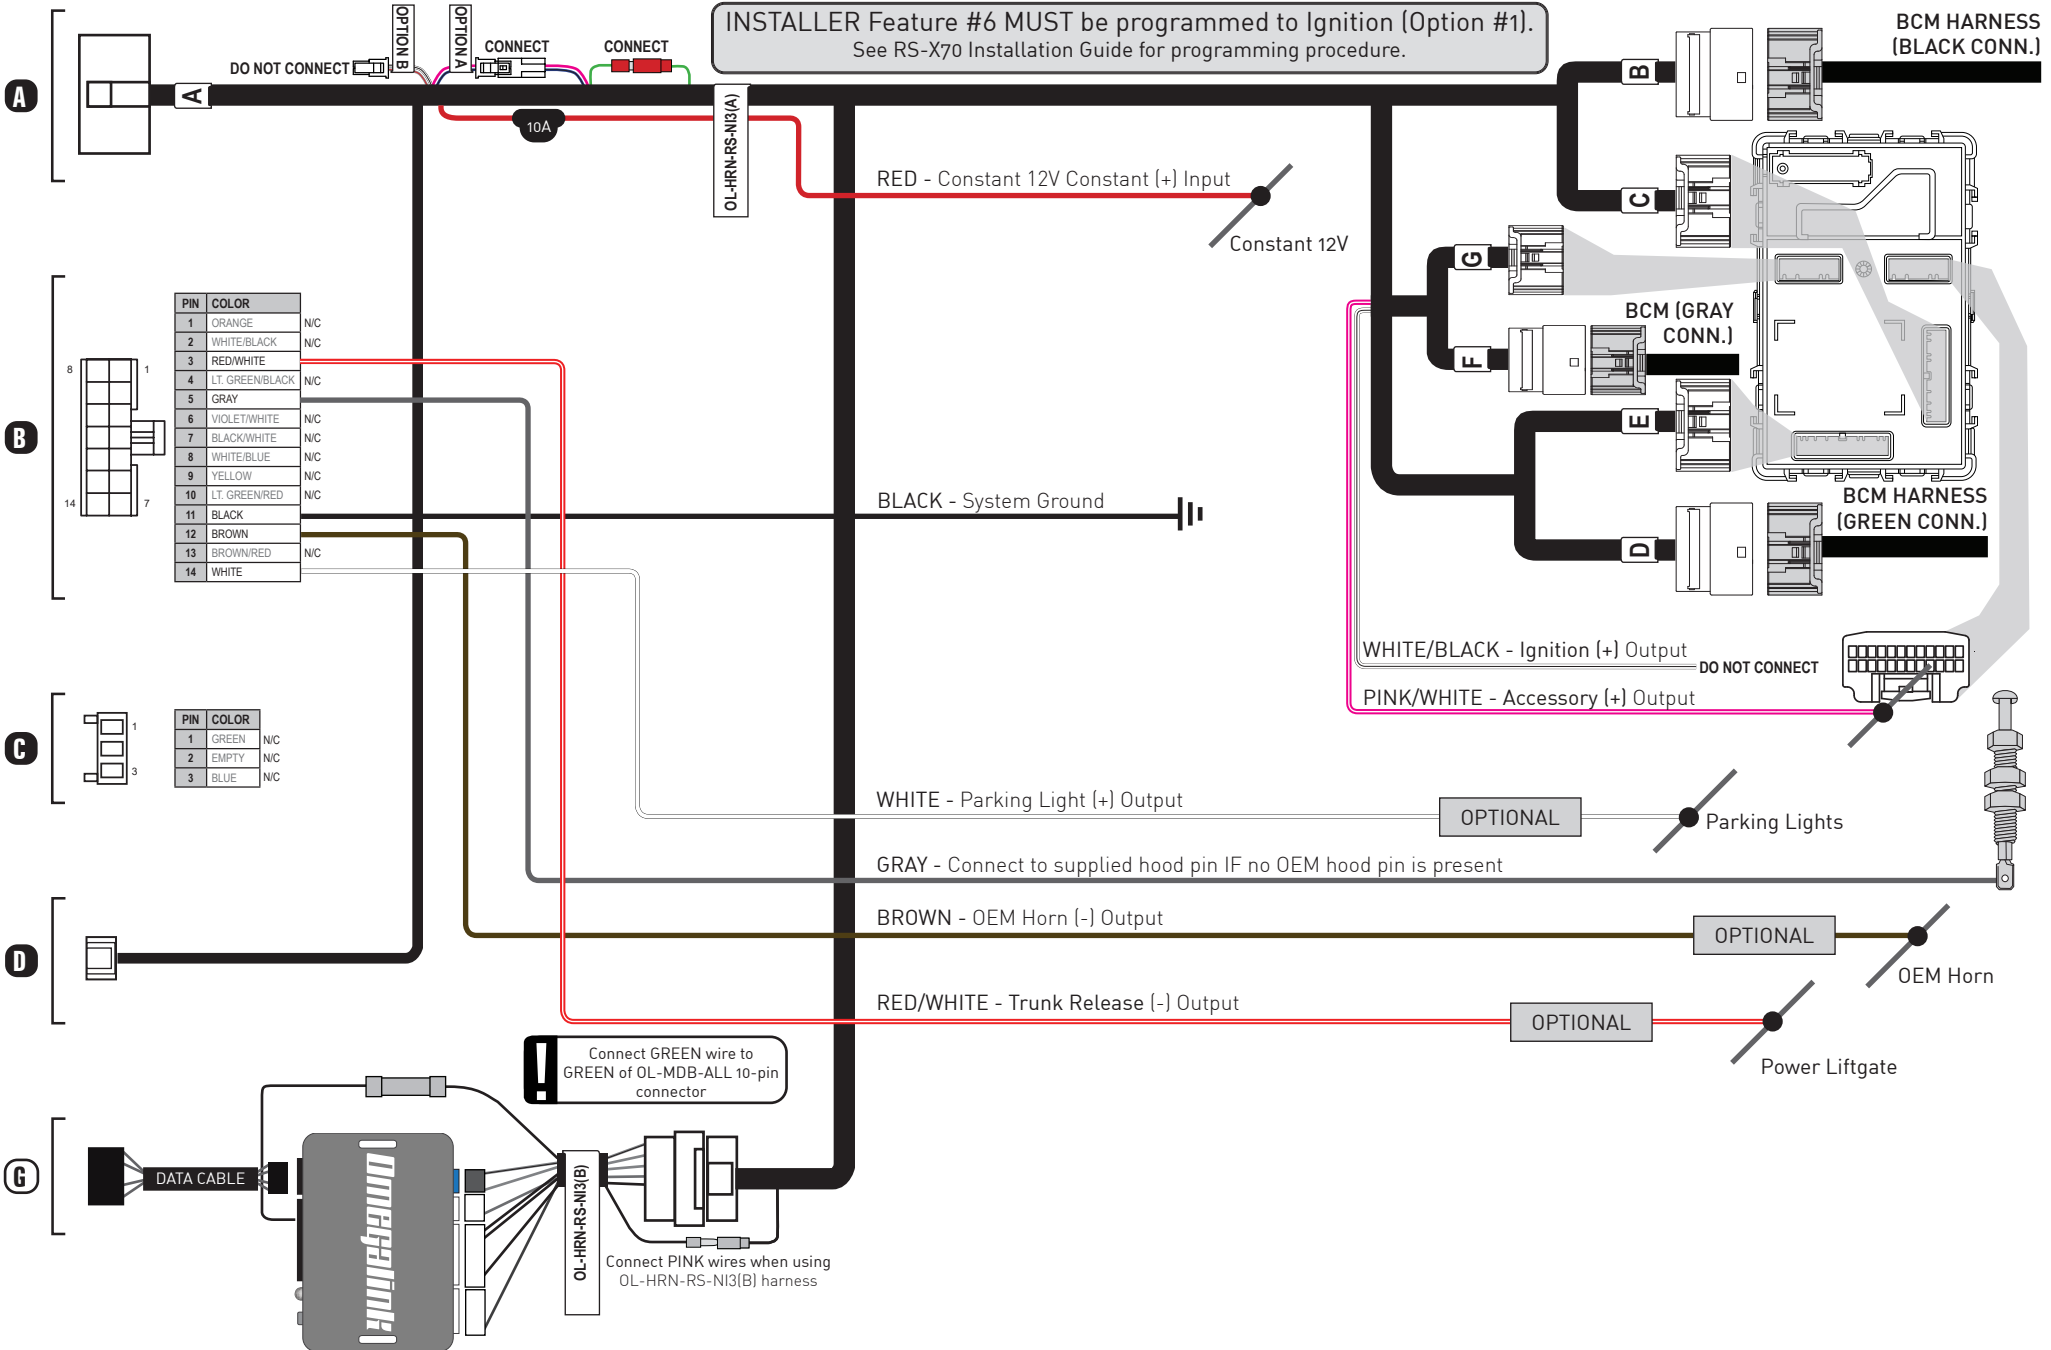 INSTALLER Feature #6 MUST be programmed to Ignition (Option #1).
See RS-X70 Installation Guide for programming procedure.
BCM HARNESS
(BLACK CONN.)
A
DO NOT CONNECT
OPTION B
OPTION A
CONNECT
CONNECT
A
10A
OL-HRN-RS-NI3(A)
B
C
RED - Constant 12V Constant (+) Input
Constant 12V
G
BCM (GRAY
CONN.)
F
E
BCM HARNESS
(GREEN CONN.)
D
B
8
1
14
7
PIN COLOR
1 ORANGE N/C
2 WHITE/BLACK N/C
3 RED/WHITE
4 LT. GREEN/BLACK N/C
5 GRAY
6 VIOLET/WHITE N/C
7 BLACK/WHITE N/C
8 WHITE/BLUE N/C
9 YELLOW N/C
10 LT. GREEN/RED N/C
11 BLACK
12 BROWN
13 BROWN/RED N/C
14 WHITE
BLACK - System Ground
WHITE/BLACK - Ignition (+) Output
DO NOT CONNECT
PINK/WHITE - Accessory (+) Output
C
1
3
PIN COLOR
1 GREEN N/C
2 EMPTY N/C
3 BLUE N/C
WHITE - Parking Light (+) Output
OPTIONAL
Parking Lights
GRAY - Connect to supplied hood pin IF no OEM hood pin is present
D
BROWN - OEM Horn (-) Output
OPTIONAL
OEM Horn
RED/WHITE - Trunk Release (-) Output
OPTIONAL
Power Liftgate
!
Connect GREEN wire to
GREEN of OL-MDB-ALL 10-pin
connector
G
DATA CABLE
Omegalink
OL-HRN-RS-NI3(B)
Connect PINK wires when using
OL-HRN-RS-NI3(B) harness